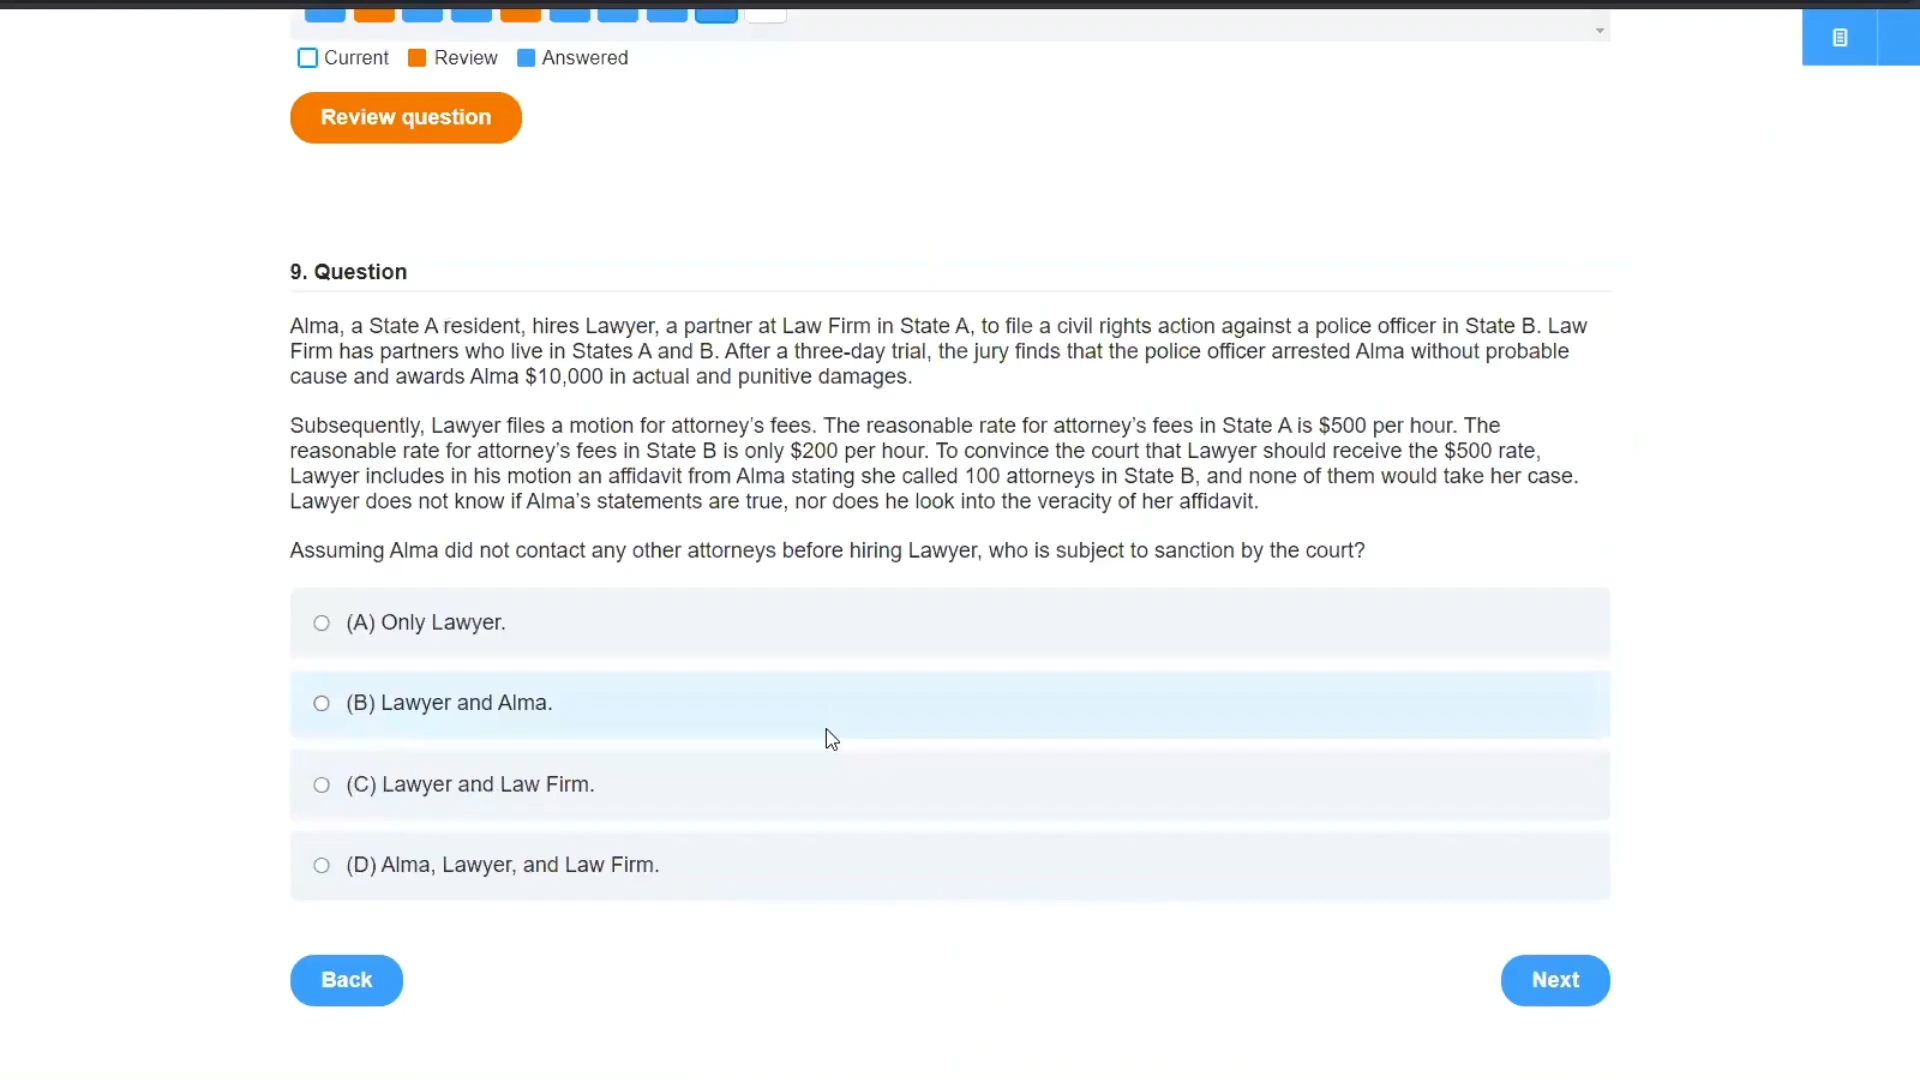 Current Review Answered
Review question
9. Question
Alma, a State A resident, hires Lawyer, a partner at Law Firm in State A, to file a civil rights action against a police officer in State B. Law
Firm has partners who live in States A and B. After a three-day trial, the jury finds that the police officer arrested Alma without probable
cause and awards Alma $10,000 in actual and punitive damages.
Subsequently, Lawyer files a motion for attorney’s fees. The reasonable rate for attorney’s fees in State A is $500 per hour. The
reasonable rate for attorney’s fees in State B is only $200 per hour. To convince the court that Lawyer should receive the $500 rate,
Lawyer includes in his motion an affidavit from Alma stating she called 100 attorneys in State B, and none of them would take her case.
Lawyer does not know if Alma’s statements are true, nor does he look into the veracity of her affidavit.
Assuming Alma did not contact any other attorneys before hiring Lawyer, who is subject to sanction by the court?
(A) Only Lawyer.
(B) Lawyer and Alma.
(C) Lawyer and Law Firm.
(D) Alma, Lawyer, and Law Firm.
Back
Next